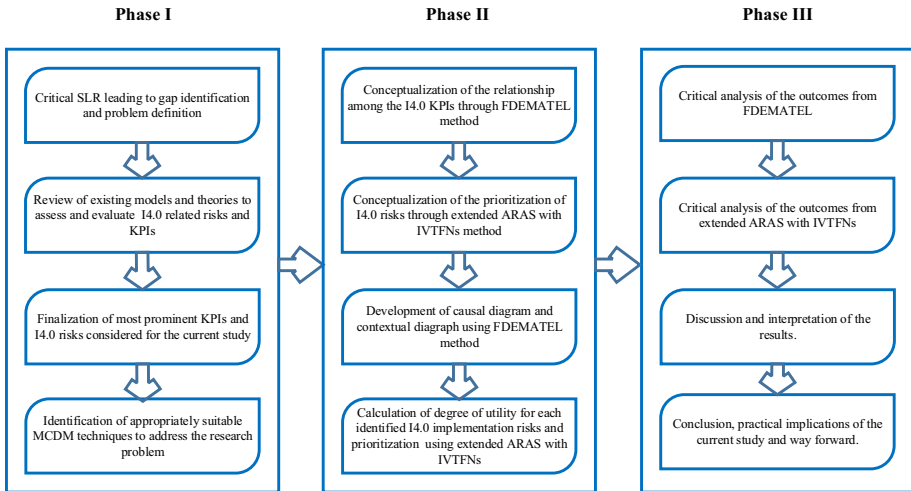 Phase I
Critical SLR leading to gap identification
and problem definition
Review of existing models and theories to
assess and evaluate I4.0 related risks and
KPIs
Finalization of most prominent KPIs and
I4.0 risks considered for the current study
Identification of appropriately suitable
MCDM techniques to address the research
problem
Phase II
Conceptualization of the relationship
among the I4.0 KPIs through FDEMATEL
method
Conceptualization of the prioritization of
I4.0 risks through extended ARAS with
IVTFNs method
Development of causal diagram and
contextual diagraph using FDEMATEL
method
Calculation of degree of utility for each
identified I4.0 implementation risks and
prioritization using extended ARAS with
IVTFNs
Phase III
Critical analysis of the outcomes from
FDEMATEL
Critical analysis of the outcomes from
extended ARAS with IVTFNs
Discussion and interpretation of the
results.
Conclusion, practical implications of the
current study and way forward.